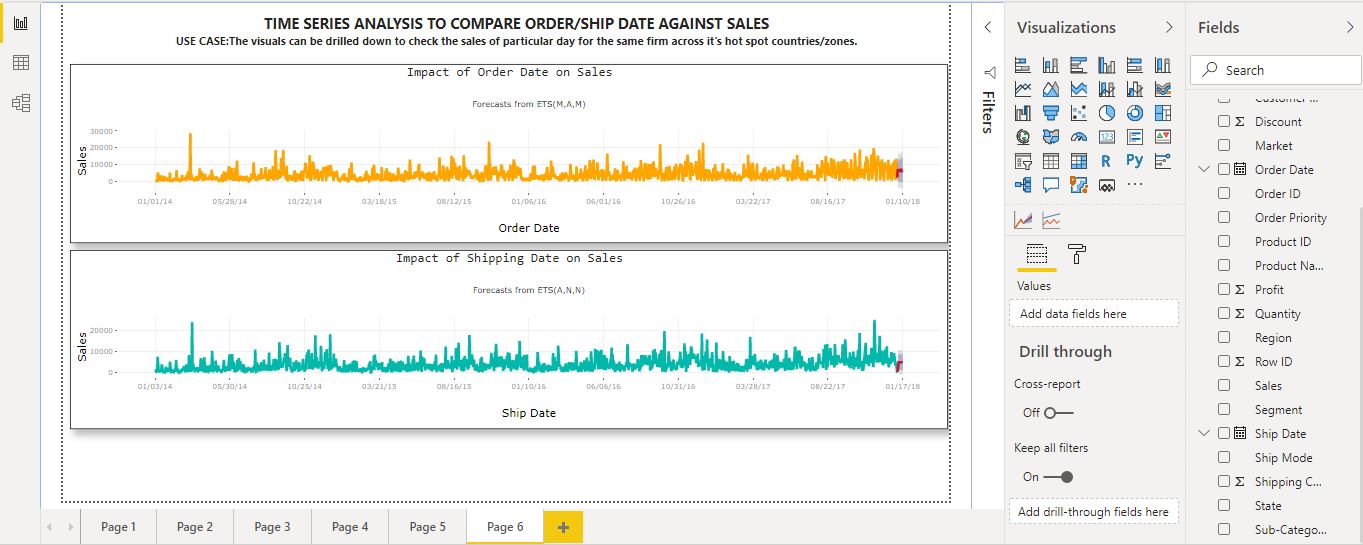 TIME SERIES ANALYSIS TO COMPARE ORDER/SHIP DATE AGAINST SALES
USE CASE:The visuals can be drilled down to check the sales of particular day for the same firm across it's hot spot countries/zones.
Impact of Order Date on Sales
Forecasts from ETS(M,A,M)
Sales
30000
20000
10000
0
01/01/14 05/28/14 10/22/14 03/18/15 08/12/15 01/06/16 06/01/16 10/26/16 03/22/17 08/16/17 01/10/18
Order Date
Impact of Shipping Date on Sales
Forecasts from ETS(A,N,N)
Sales
20000
10000
0
01/03/14 05/30/14 10/25/14 03/21/15 08/16/15 01/10/16 06/06/16 10/31/16 03/28/17 08/22/17 01/17/18
Ship Date
Page 1 Page 2 Page 3 Page 4 Page 5 Page 6 +
Filters
Visualizations
123
R Py
...
Values
Add data fields here
Drill through
Cross-report
Off
Keep all filters
On
Add drill-through fields here
Fields
Search
Customer ...
Σ Discount
Market
Order Date
Order ID
Order Priority
Product ID
Product Na...
Σ Profit
Σ Quantity
Region
Σ Row ID
Sales
Segment
Ship Date
Ship Mode
Σ Shipping C...
State
Sub-Catego...